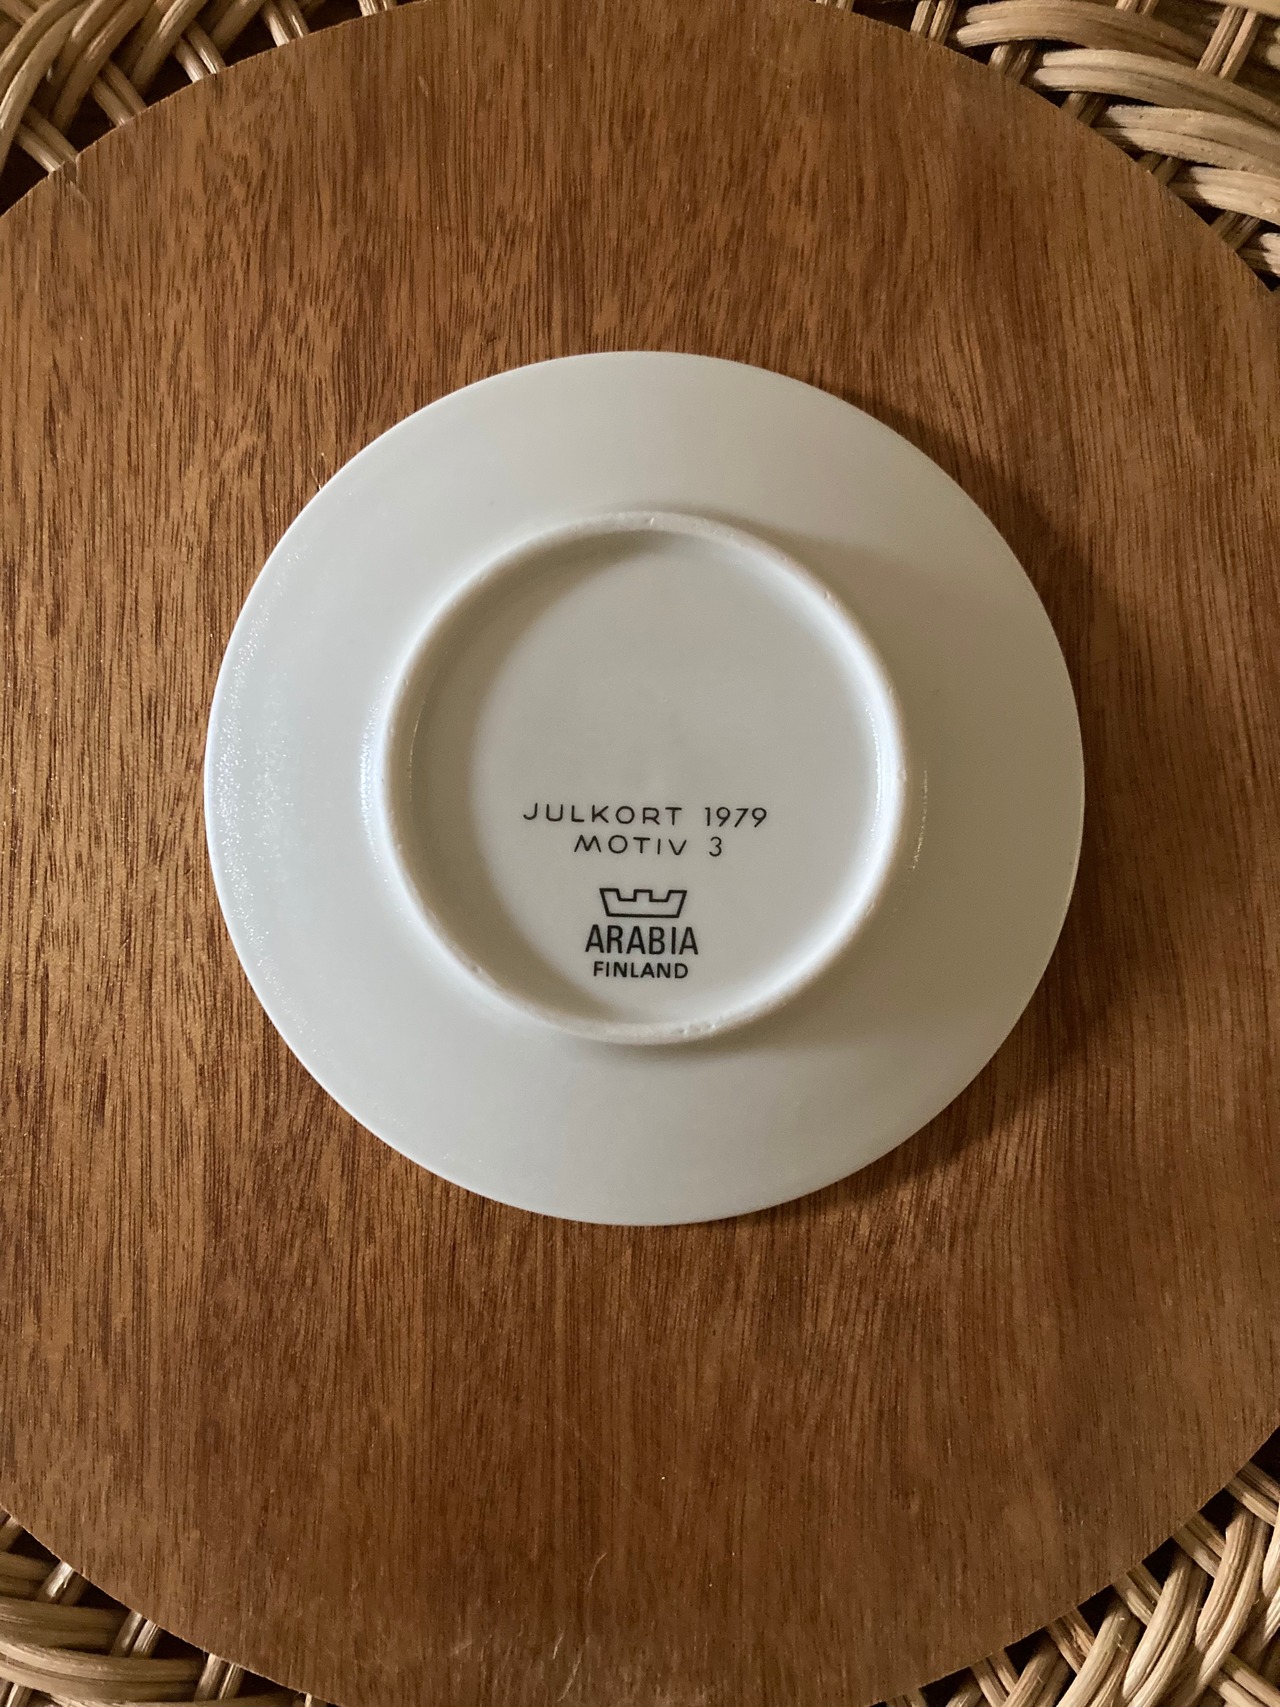 JULKORT 1979
MOTIV 3
ARABIA
FINLAND